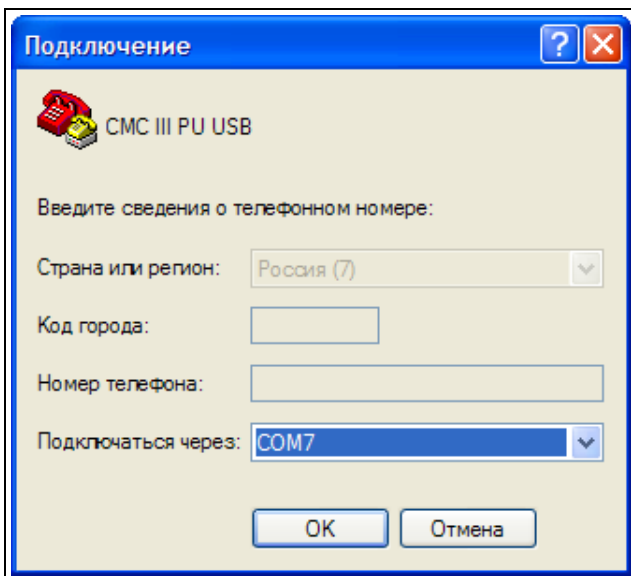 Подключение
CMC III PU USB
Введите сведения о телефонном номере:
Страна или регион: Россия (7)
Код города:
Номер телефона:
Подключаться через: COM7
OK Отмена